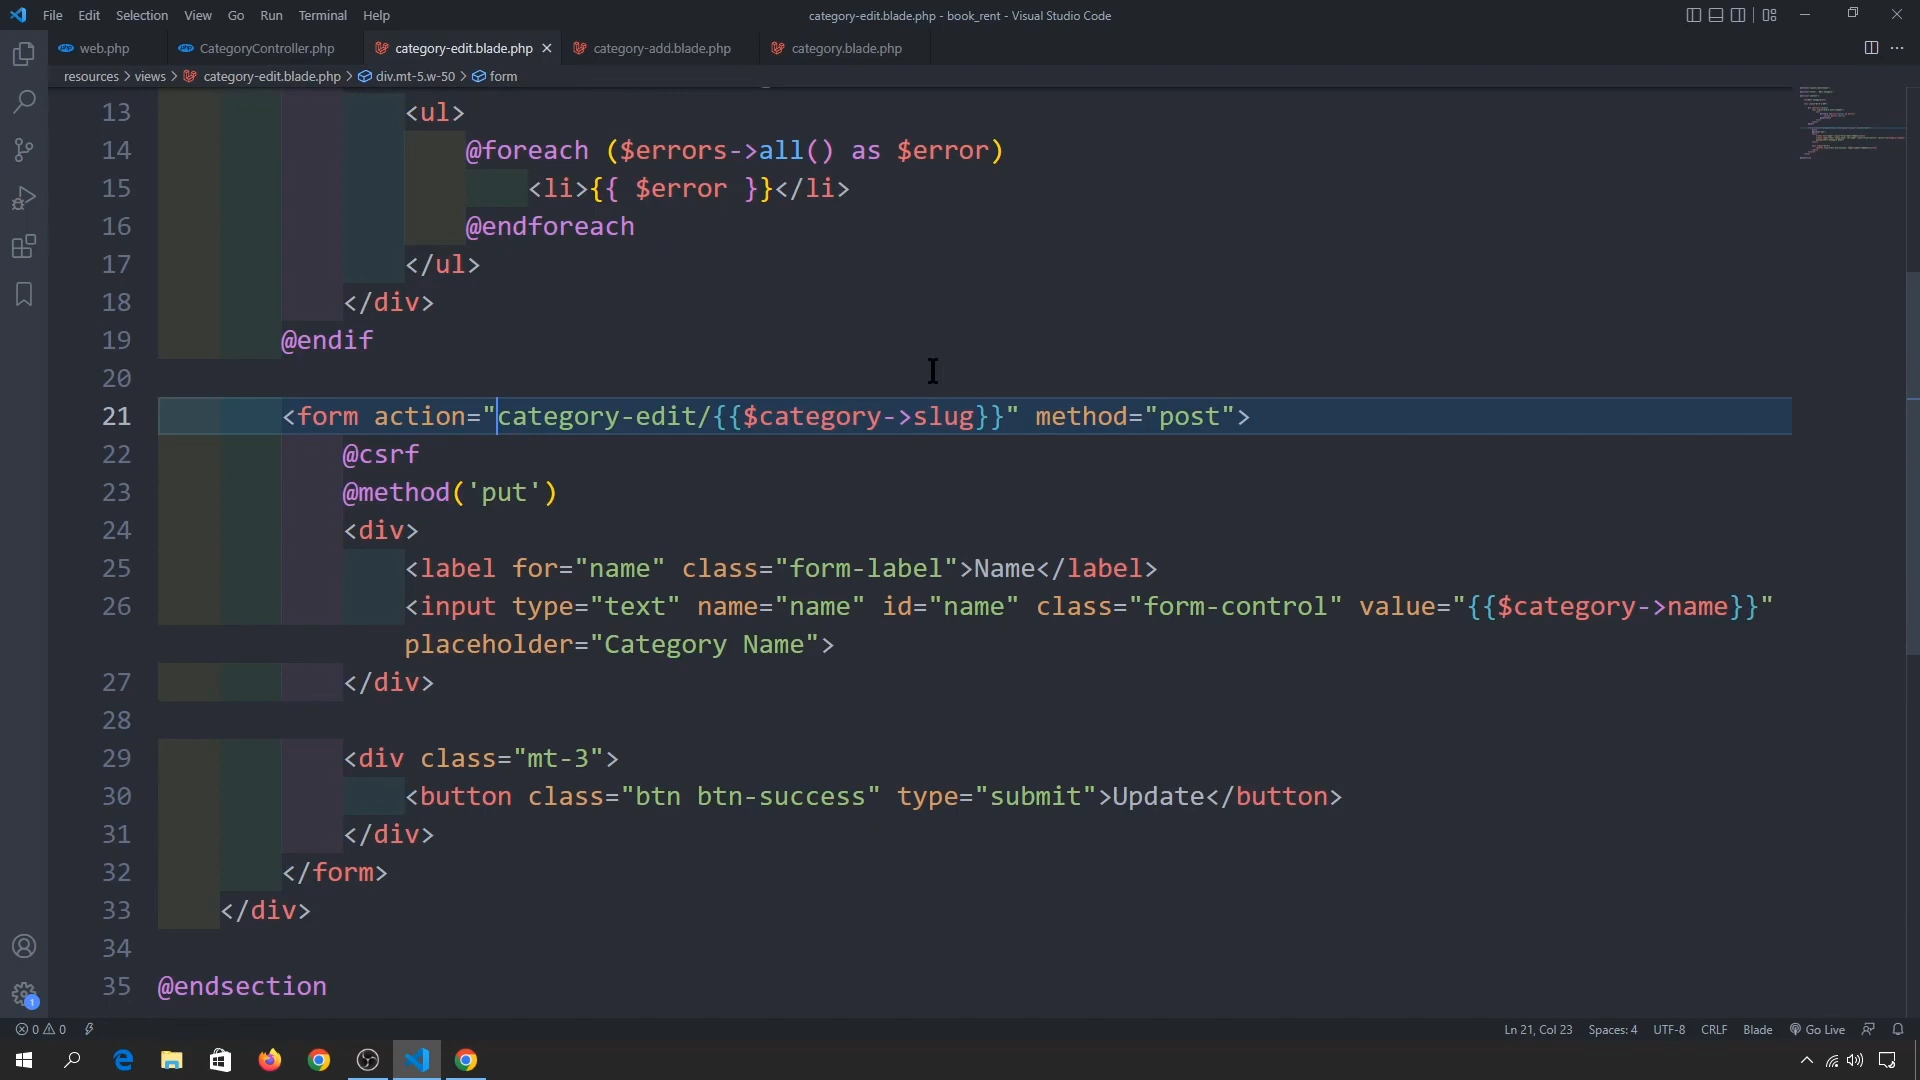 File Edit Selection View Go Run Terminal Help
category-edit.blade.php - book_rent - Visual Studio Code
web.php CategoryController.php category-edit.blade.php category-add.blade.php category.blade.php
resources > views > category-edit.blade.php > div.mt-5.w-50 > form
13 <ul>
14 @foreach ($errors->all() as $error)
15 <li>{{ $error }}</li>
16 @endforeach
17 </ul>
18 </div>
19 @endif
20
21 <form action="category-edit/{{$category->slug}}" method="post">
22 @csrf
23 @method('put')
24 <div>
25 <label for="name" class="form-label">Name</label>
26 <input type="text" name="name" id="name" class="form-control" value="{{$category->name}}"
placeholder="Category Name">
27 </div>
28
29 <div class="mt-3">
30 <button class="btn btn-success" type="submit">Update</button>
31 </div>
32 </form>
33 </div>
34
35 @endsection
1
0 0 Ln 21, Col 23 Spaces: 4 UTF-8 CRLF Blade Go Live